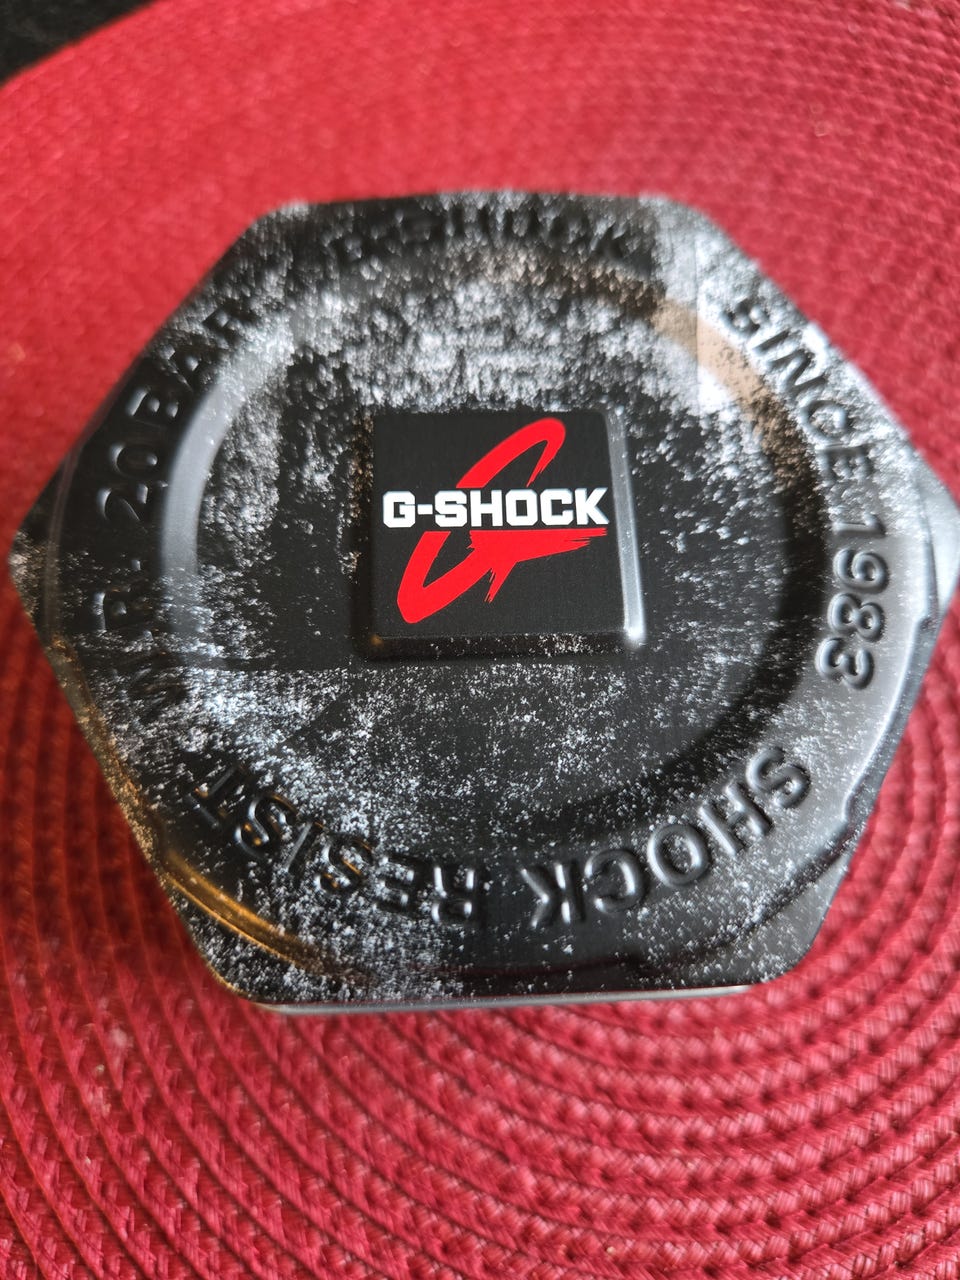 G-SHOCK
SINCE 1983
SHOCK RESIST
W.R. 20BAR
G-SHOCK